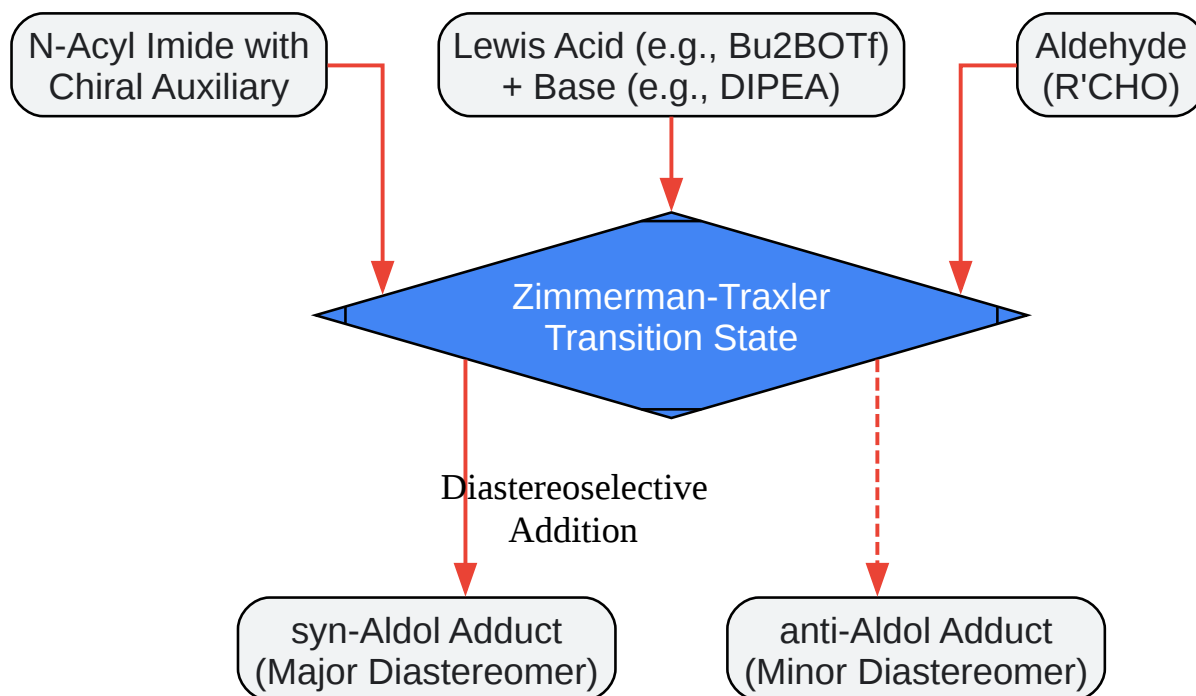 N-Acyl Imide with
Chiral Auxiliary
Lewis Acid (e.g., Bu2BOTf)
+ Base (e.g., DIPEA)
Aldehyde
(R'CHO)
Zimmerman-Traxler
Transition State
Diastereoselective
Addition
syn-Aldol Adduct
(Major Diastereomer)
anti-Aldol Adduct
(Minor Diastereomer)